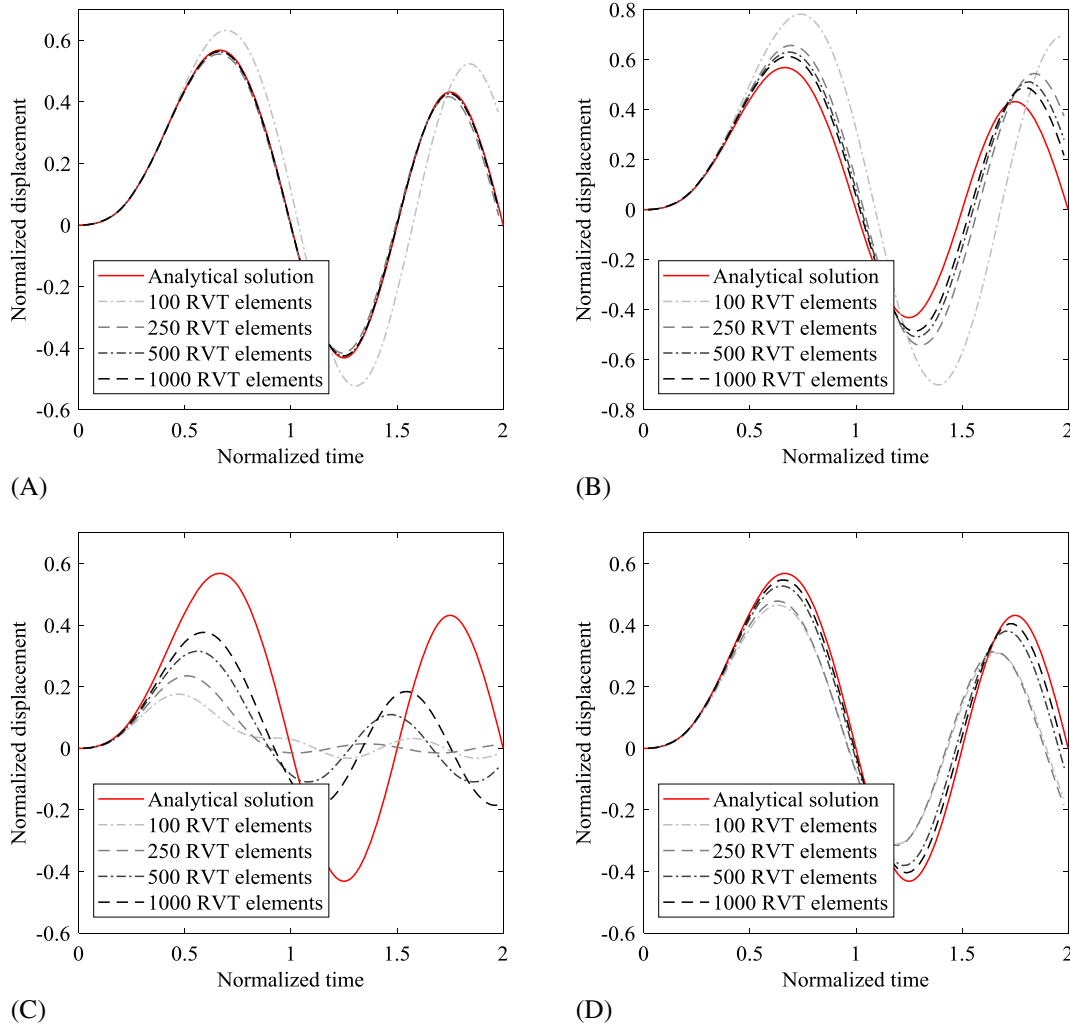 0.6
0.4
0.2
0
-0.2
-0.4
-0.6
Normalized displacement
Analytical solution
100 RVT elements
250 RVT elements
500 RVT elements
1000 RVT elements
0
0.5
1
1.5
2
Normalized time
(A)
0.8
0.6
0.4
0.2
0
-0.2
-0.4
-0.6
-0.8
Normalized displacement
Analytical solution
100 RVT elements
250 RVT elements
500 RVT elements
1000 RVT elements
0
0.5
1
1.5
2
Normalized time
(B)
0.6
0.4
0.2
0
-0.2
-0.4
-0.6
Normalized displacement
Analytical solution
100 RVT elements
250 RVT elements
500 RVT elements
1000 RVT elements
0
0.5
1
1.5
2
Normalized time
(C)
0.6
0.4
0.2
0
-0.2
-0.4
-0.6
Normalized displacement
Analytical solution
100 RVT elements
250 RVT elements
500 RVT elements
1000 RVT elements
0
0.5
1
1.5
2
Normalized time
(D)